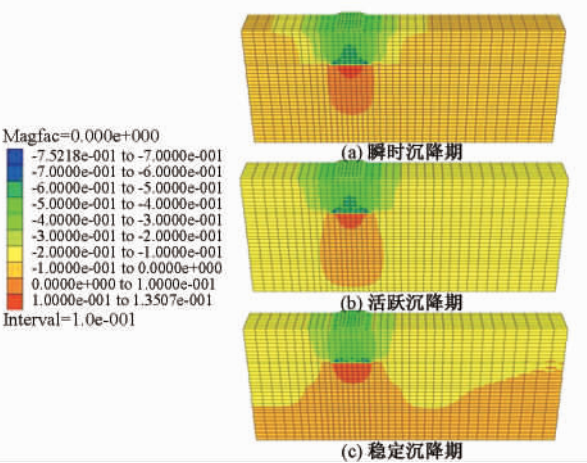 Magfac=0.000e+000
-7.5218e-001 to -7.0000e-001
-7.0000e-001 to -6.0000e-001
-6.0000e-001 to -5.0000e-001
-5.0000e-001 to -4.0000e-001
-4.0000e-001 to -3.0000e-001
-3.0000e-001 to -2.0000e-001
-2.0000e-001 to -1.0000e-001
-1.0000e-001 to 0.0000e+000
0.0000e+000 to 1.0000e-001
1.0000e-001 to 1.3507e-001
Interval=1.0e-001
(a) 瞬时沉降期
(b) 活跃沉降期
(c) 稳定沉降期